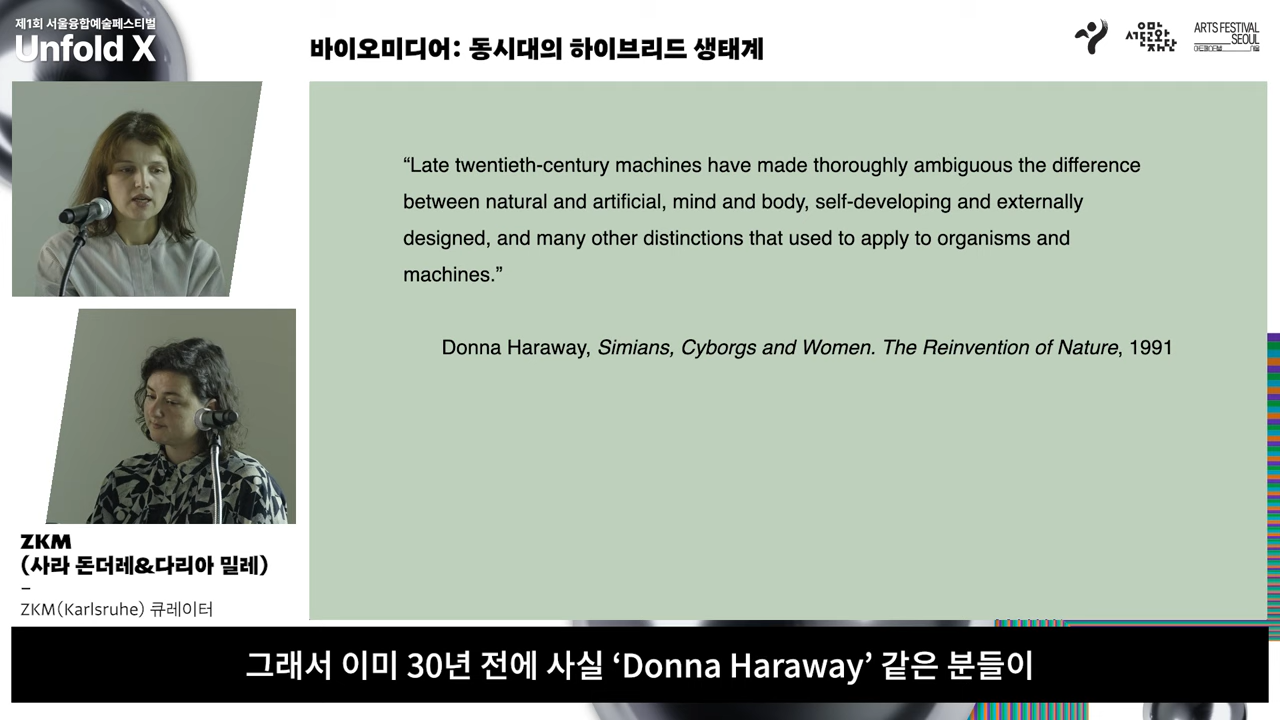 제1회 서울융합예술페스티벌
Unfold X
바이오미디어: 동시대의 하이브리드 생태계
서울문화재단
ARTS FESTIVAL
SEOUL
“Late twentieth-century machines have made thoroughly ambiguous the difference
between natural and artificial, mind and body, self-developing and externally
designed, and many other distinctions that used to apply to organisms and
machines.”
Donna Haraway, Simians, Cyborgs and Women. The Reinvention of Nature, 1991
ZKM
(사라 돈더레&다리아 밀레)
–
ZKM(Karlsruhe) 큐레이터
그래서 이미 30년 전에 사실 ‘Donna Haraway’ 같은 분들이